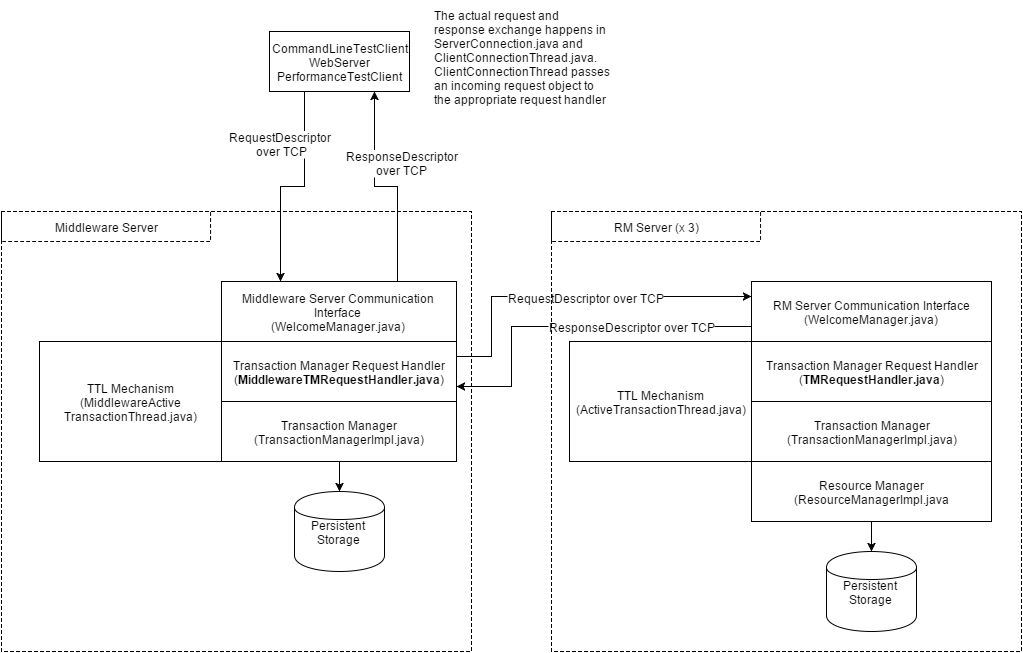 The actual request and
response exchange happens in
ServerConnection.java and
ClientConnectionThread.java.
ClientConnectionThread passes
an incoming request object to
the appropriate request handler
CommandLineTestClient
WebServer
PerformanceTestClient
RequestDescriptor
over TCP
ResponseDescriptor
over TCP
Middleware Server
Middleware Server Communication
Interface
(WelcomeManager.java)
Transaction Manager Request Handler
(MiddlewareTMRequestHandler.java)
TTL Mechanism
(MiddlewareActive
TransactionThread.java)
Transaction Manager
(TransactionManagerImpl.java)
Persistent
Storage
RequestDescriptor over TCP
ResponseDescriptor over TCP
RM Server (x 3)
RM Server Communication Interface
(WelcomeManager.java)
Transaction Manager Request Handler
(TMRequestHandler.java)
TTL Mechanism
(ActiveTransactionThread.java)
Transaction Manager
(TransactionManagerImpl.java)
Resource Manager
(ResourceManagerImpl.java
Persistent
Storage